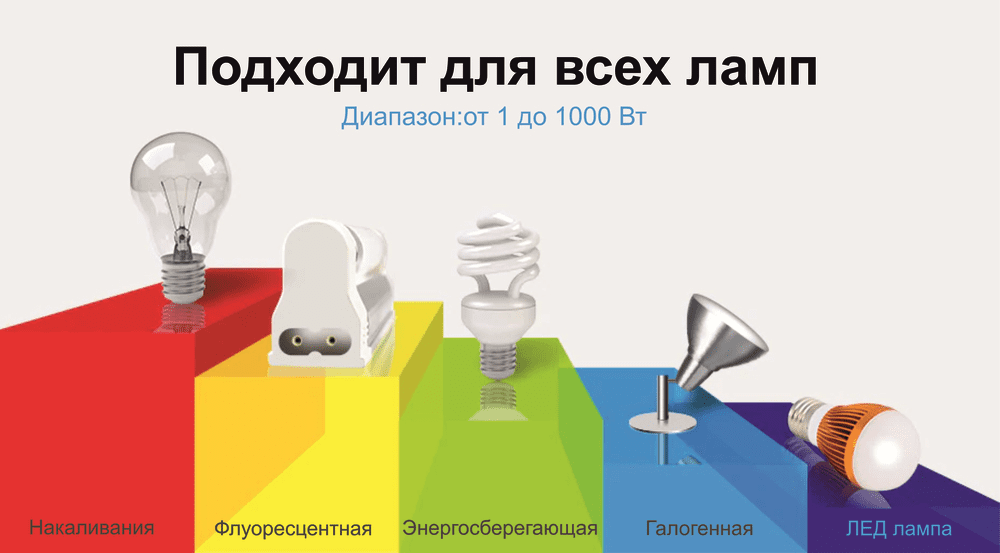 Подходит для всех ламп
Диапазон:от 1 до 1000 Вт
Накаливания
Флуоресцентная
Энергосберегающая
Галогенная
ЛЕД лампа